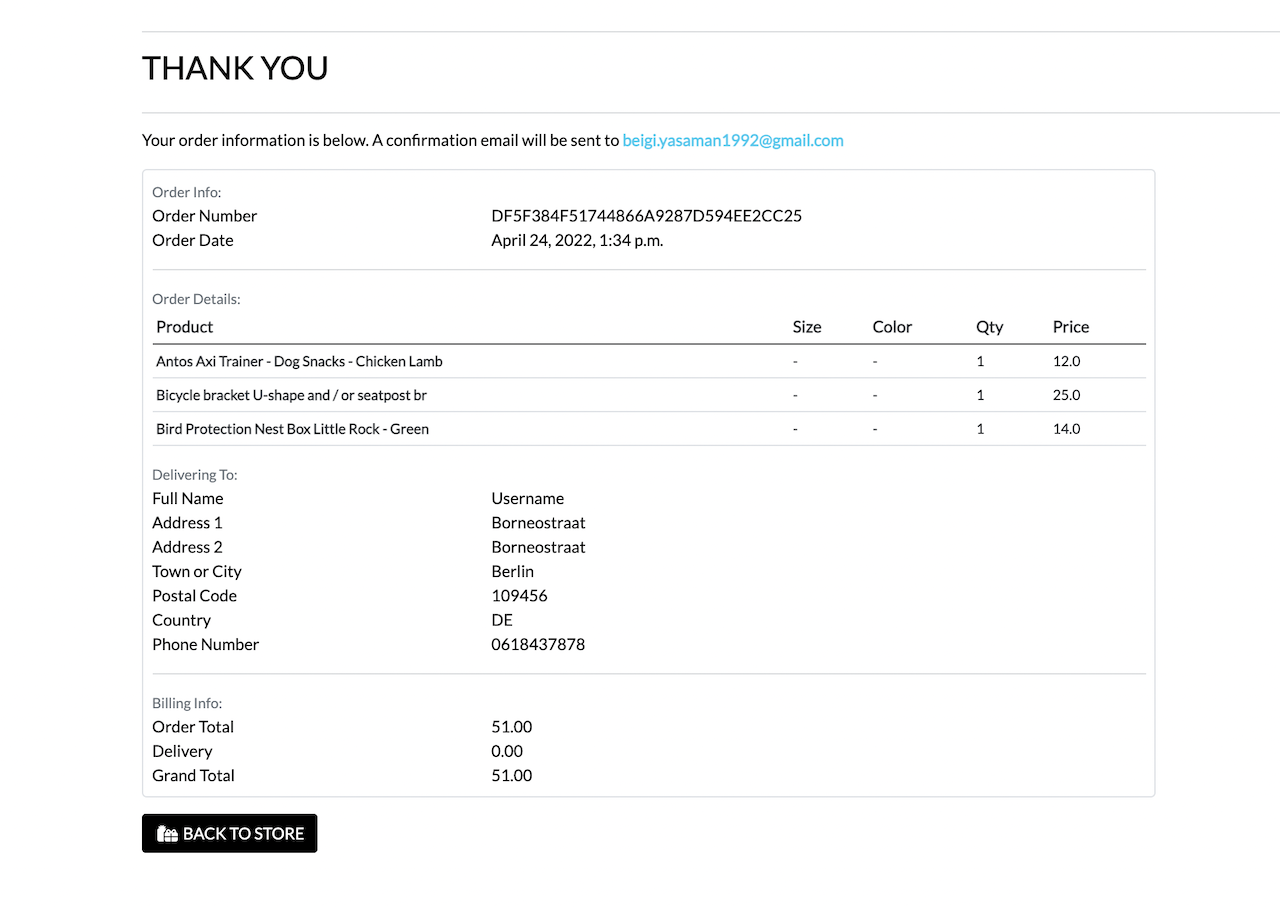 THANK YOU
Your order information is below. A confirmation email will be sent to beigi.yasaman1992@gmail.com
Order Info:
Order Number DF5F384F51744866A9287D594EE2CC25
Order Date April 24, 2022, 1:34 p.m.
Order Details:
Product Size Color Qty Price
Antos Axi Trainer - Dog Snacks - Chicken Lamb - - 1 12.0
Bicycle bracket U-shape and / or seatpost br - - 1 25.0
Bird Protection Nest Box Little Rock - Green - - 1 14.0
Delivering To:
Full Name Username
Address 1 Borneostraat
Address 2 Borneostraat
Town or City Berlin
Postal Code 109456
Country DE
Phone Number 0618437878
Billing Info:
Order Total 51.00
Delivery 0.00
Grand Total 51.00
BACK TO STORE